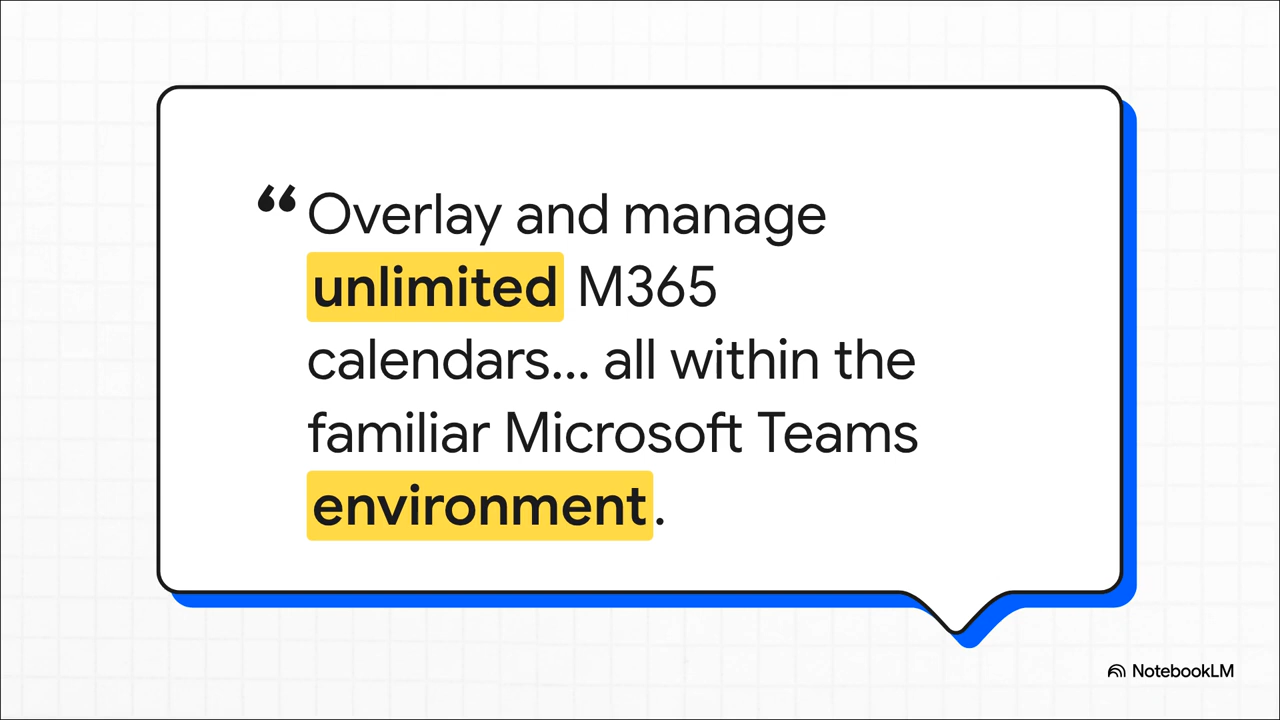 “Overlay and manage
unlimited M365
calendars... all within the
familiar Microsoft Teams
environment.
NotebookLM